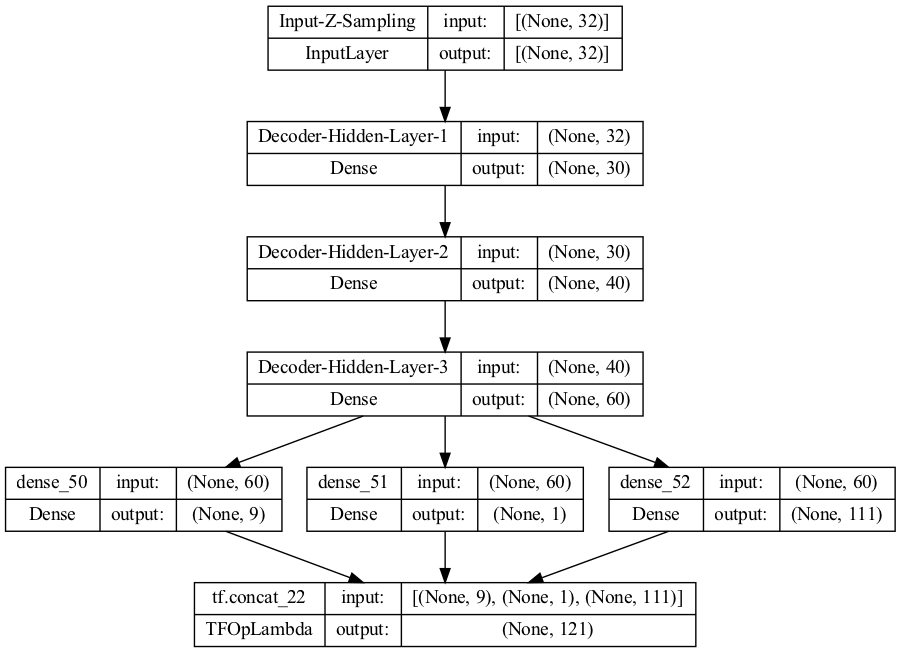 Input-Z-Sampling input: [(None, 32)]
InputLayer output: [(None, 32)]
Decoder-Hidden-Layer-1 input: (None, 32)
Dense output: (None, 30)
Decoder-Hidden-Layer-2 input: (None, 30)
Dense output: (None, 40)
Decoder-Hidden-Layer-3 input: (None, 40)
Dense output: (None, 60)
dense_50 input: (None, 60)
Dense output: (None, 9)
dense_51 input: (None, 60)
Dense output: (None, 1)
dense_52 input: (None, 60)
Dense output: (None, 111)
tf.concat_22 input: [(None, 9), (None, 1), (None, 111)]
TFOpLambda output: (None, 121)